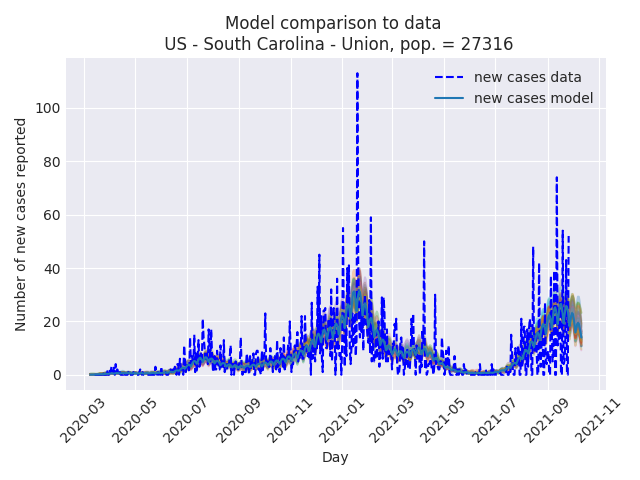 Model comparison to data
US - South Carolina - Union, pop. = 27316
new cases data
new cases model
Number of new cases reported
100
80
60
40
20
0
2020-03
2020-05
2020-07
2020-09
2020-11
2021-01
2021-03
2021-05
2021-07
2021-09
2021-11
Day